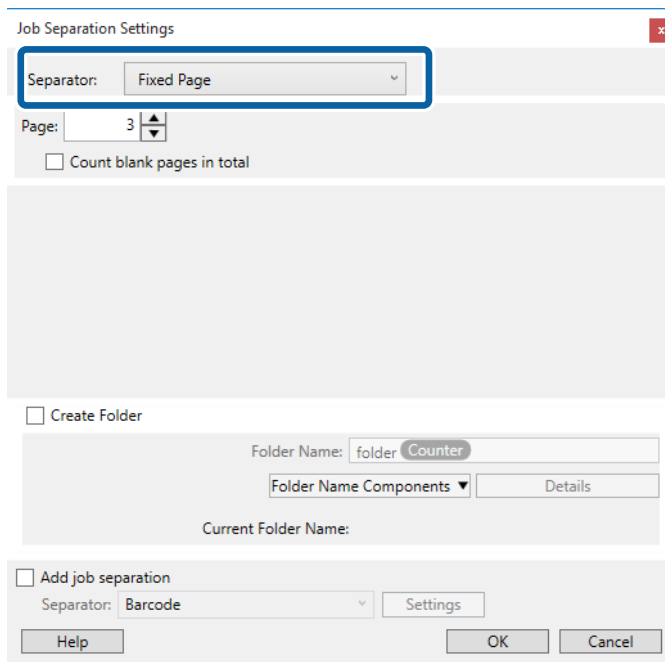 Job Separation Settings
x
Separator: Fixed Page
Page: 3
Count blank pages in total
Create Folder
Folder Name: folder Counter
Folder Name Components ▼ Details
Current Folder Name:
Add job separation
Separator: Barcode Settings
Help OK Cancel